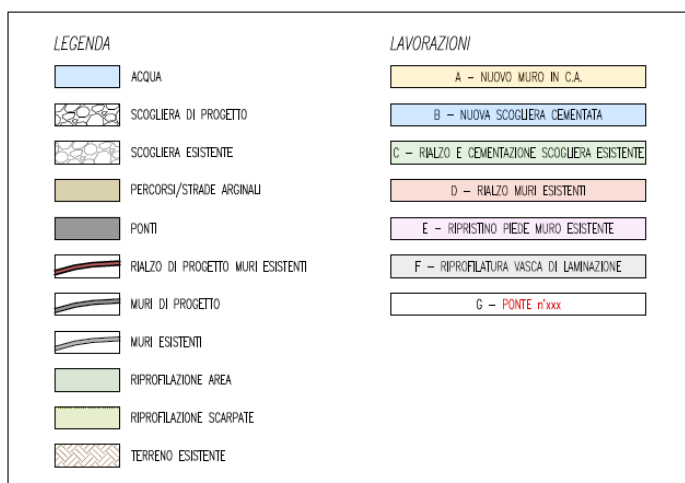 LEGENDA
ACQUA
SCOGLIERA DI PROGETTO
SCOGLIERA ESISTENTE
PERCORSI/STRADE ARGINALI
PONTI
RIALZO DI PROGETTO MURI ESISTENTI
MURI DI PROGETTO
MURI ESISTENTI
RIPROFILAZIONE AREA
RIPROFILAZIONE SCARPATE
TERRENO ESISTENTE
LAVORAZIONI
A – NUOVO MURO IN C.A.
B – NUOVA SCOGLIERA CEMENTATA
C – RIALZO E CEMENTAZIONE SCOGLIERA ESISTENTE
D – RIALZO MURI ESISTENTI
E – RIPRISTINO PIEDE MURO ESISTENTE
F – RIPROFILATURA VASCA DI LAMINAZIONE
G – PONTE n'xxx